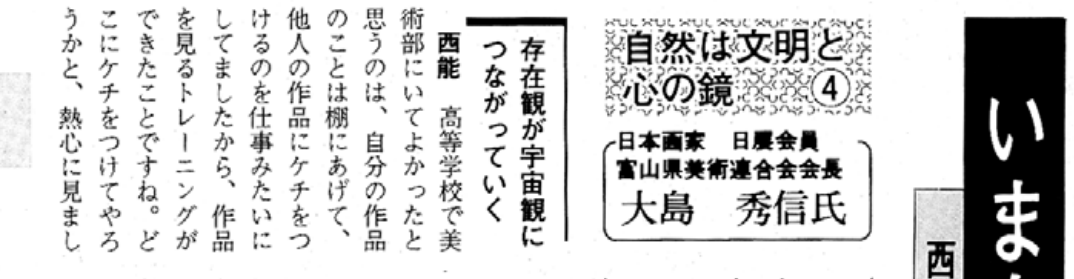 いま
西
自然は文明と
心の鏡④
日本画家　日展会員
富山県美術連合会会長
大島　秀信氏
存在観が宇宙観に
つながっていく
西能　高等学校で美
術部にいてよかったと
思うのは、自分の作品
のことは棚にあげて、
他人の作品にケチをつ
けるのを仕事みたいに
してましたから、作品
を見るトレーニングが
できたことですね。ど
こにケチをつけてやろ
うかと、熱心に見まし